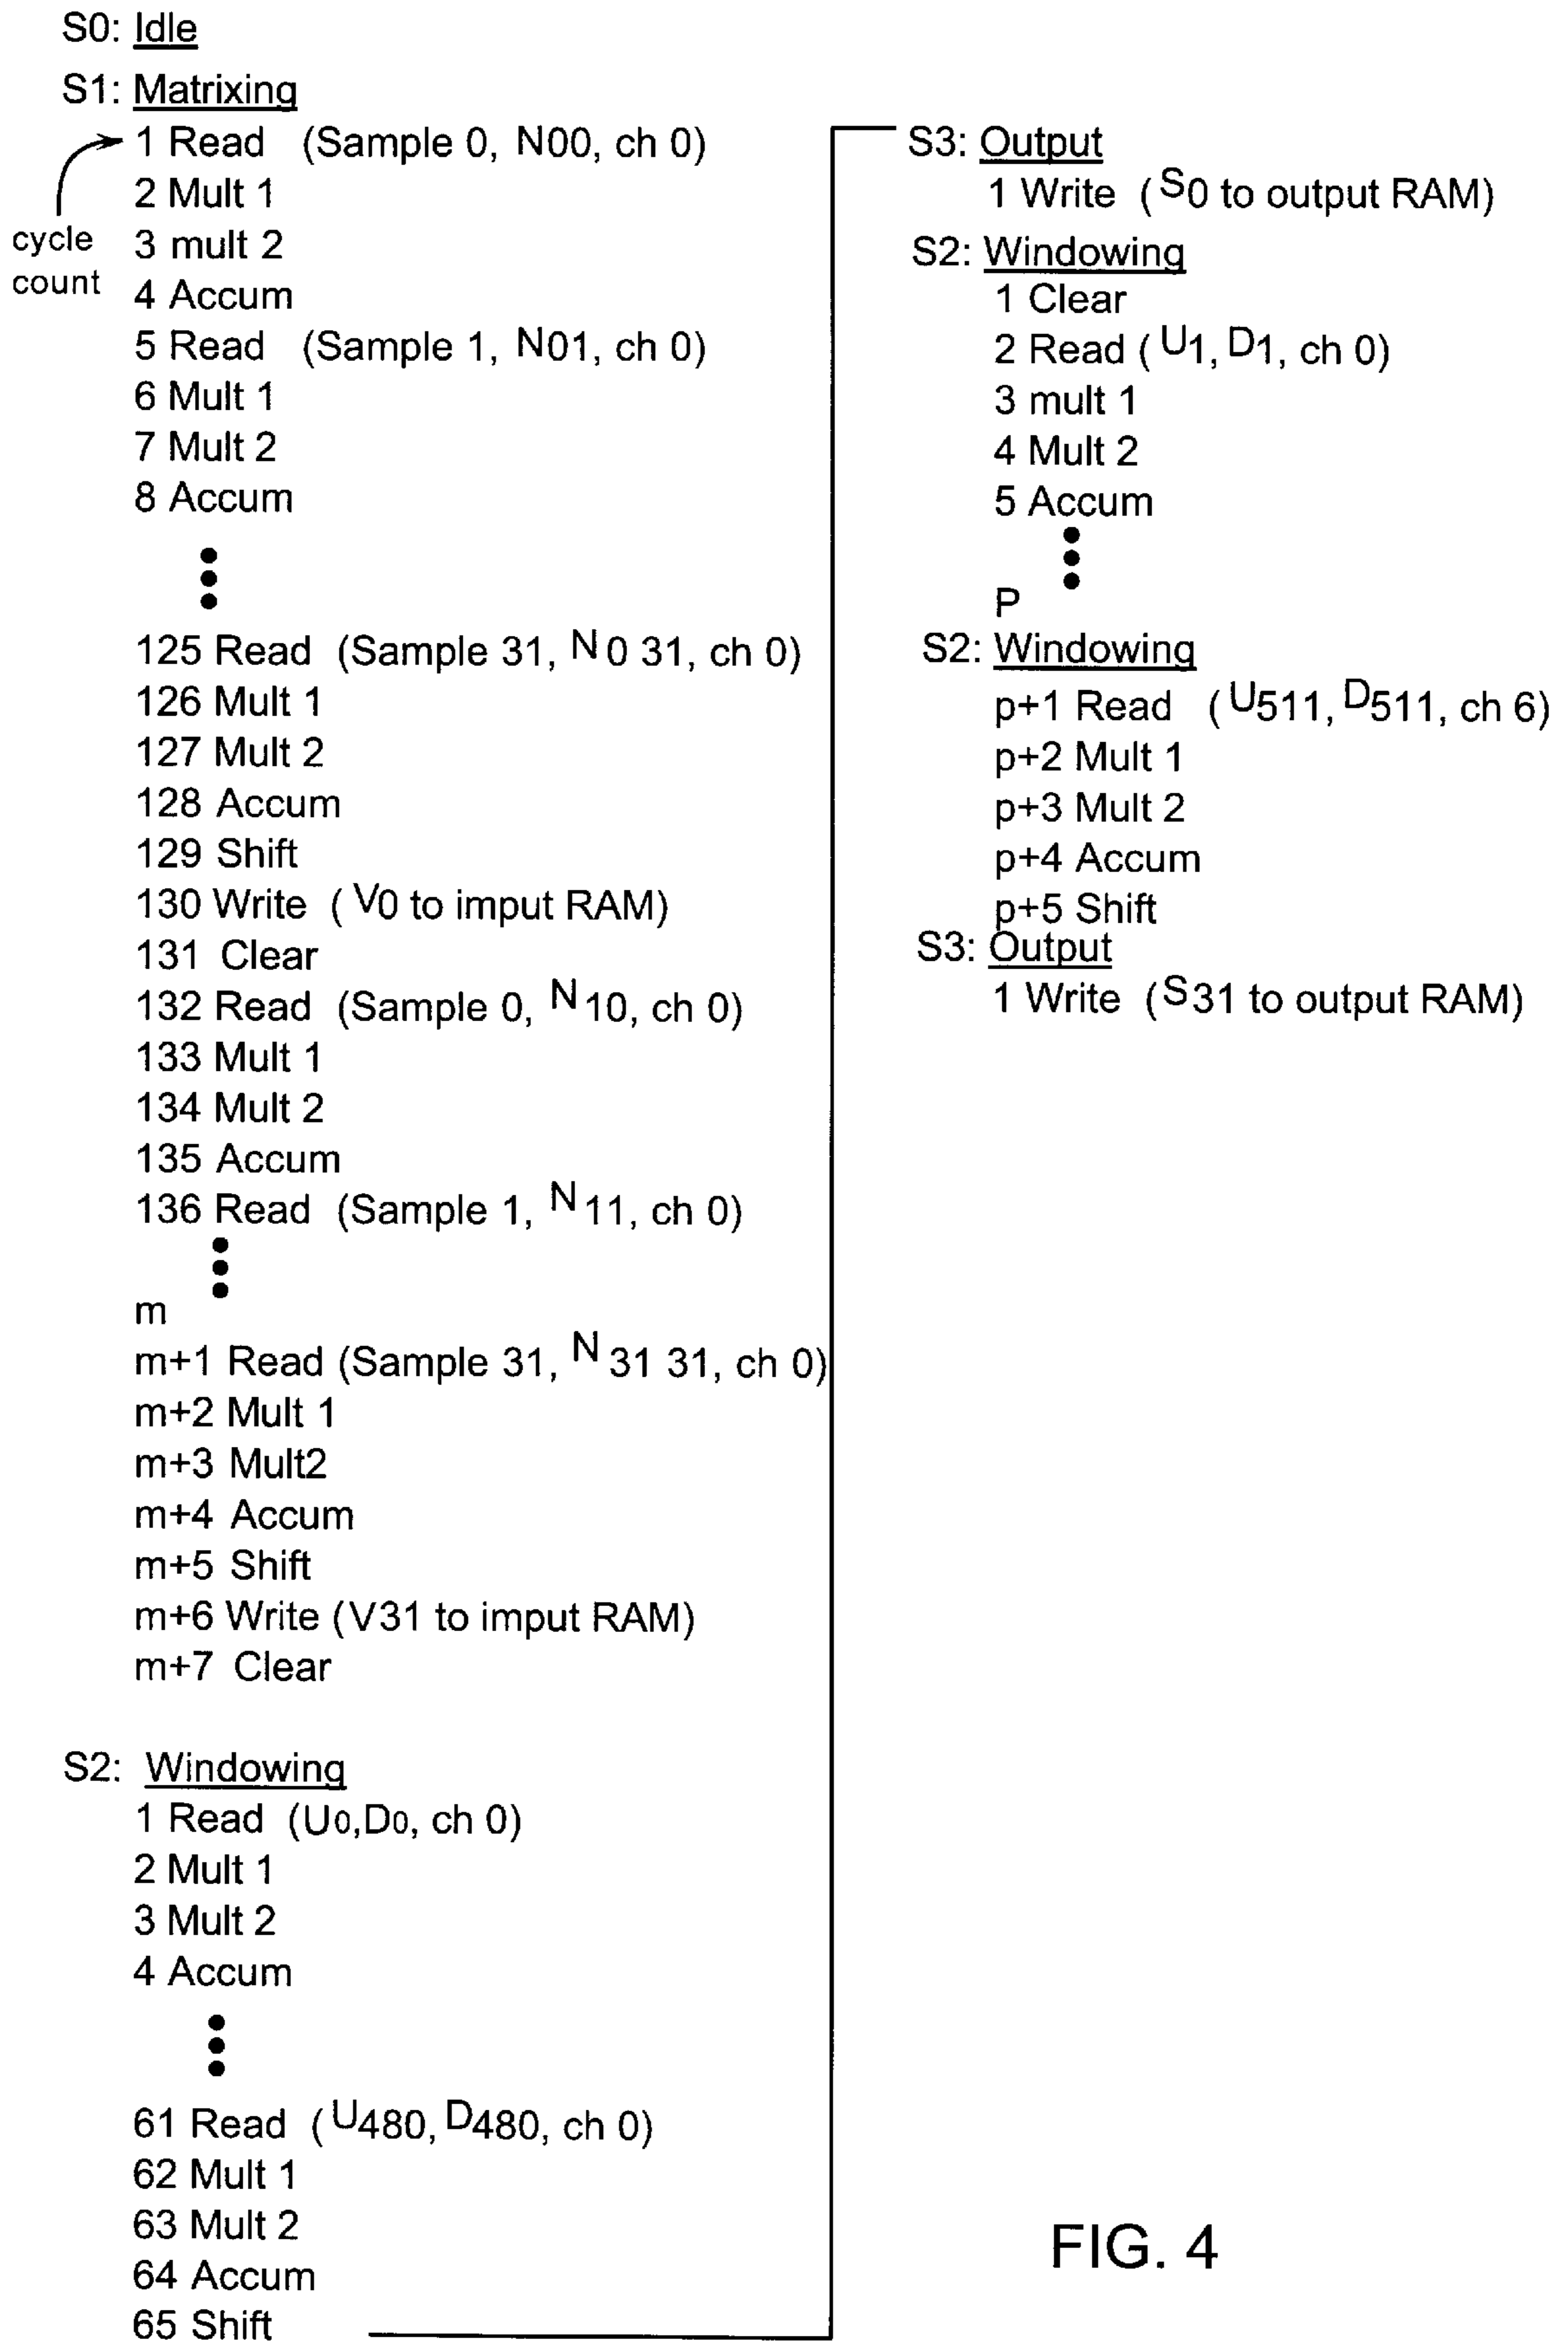 S0: Idle
S1: Matrixing
cycle
count
1 Read (Sample 0, N00, ch 0)
2 Mult 1
3 mult 2
4 Accum
5 Read (Sample 1, N01, ch 0)
6 Mult 1
7 Mult 2
8 Accum
125 Read (Sample 31, N0 31, ch 0)
126 Mult 1
127 Mult 2
128 Accum
129 Shift
130 Write ( V0 to imput RAM)
131 Clear
132 Read (Sample 0, N10, ch 0)
133 Mult 1
134 Mult 2
135 Accum
136 Read (Sample 1, N11, ch 0)
m
m+1 Read (Sample 31, N31 31, ch 0)
m+2 Mult 1
m+3 Mult2
m+4 Accum
m+5 Shift
m+6 Write (V31 to imput RAM)
m+7 Clear
S2: Windowing
1 Read (U0,D0, ch 0)
2 Mult 1
3 Mult 2
4 Accum
61 Read ( U480, D480, ch 0)
62 Mult 1
63 Mult 2
64 Accum
65 Shift
S3: Output
1 Write ( S0 to output RAM)
S2: Windowing
1 Clear
2 Read ( U1, D1, ch 0)
3 mult 1
4 Mult 2
5 Accum
P
S2: Windowing
p+1 Read ( U511, D511, ch 6)
p+2 Mult 1
p+3 Mult 2
p+4 Accum
p+5 Shift
S3: Output
1 Write (S31 to output RAM)
FIG. 4